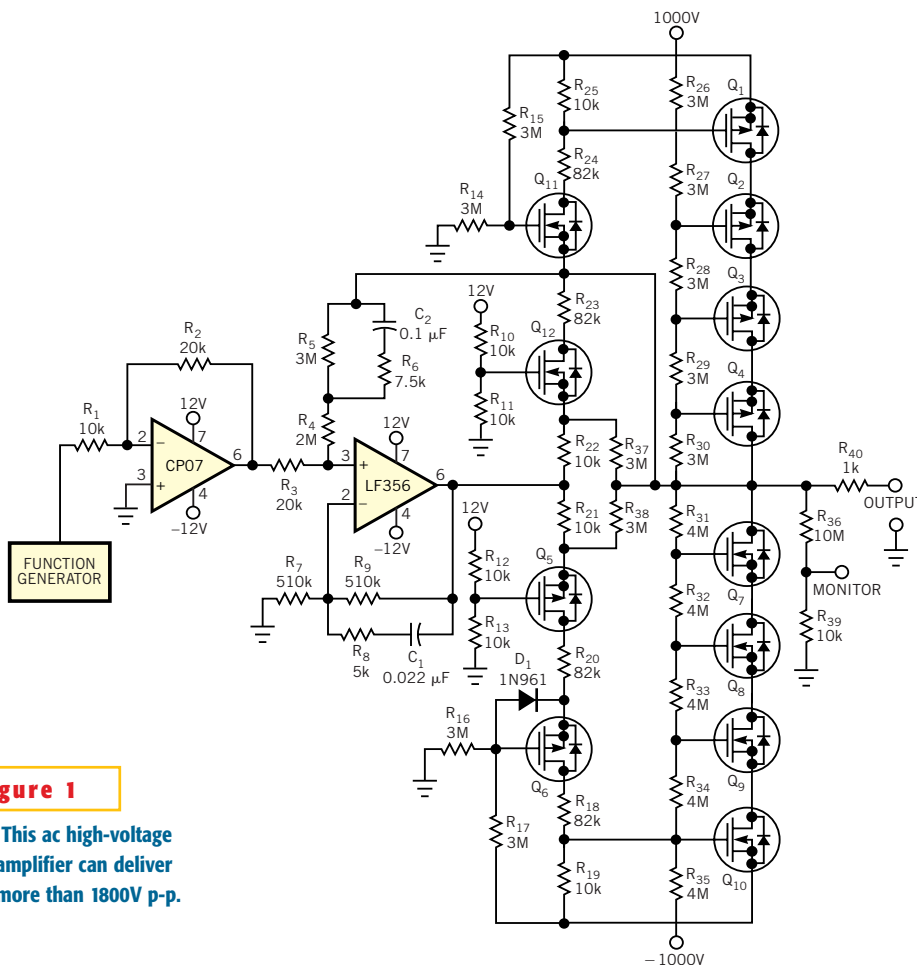 1000V
R25
10k
R26
3M
Q1
R15
3M
R24
82k
R27
3M
Q2
R14
3M
Q11
R28
3M
Q3
R23
82k
12V
C2
0.1 µF
R5
3M
R10
10k
Q12
R29
3M
Q4
R2
20k
R6
7.5k
R11
10k
R1
10k
12V
R4
2M
12V
R22
10k
R37
3M
R30
3M
R40
1k
2
−
7
CP07
6
3
+
4
−12V
R3
20k
3
+
7
LF356
6
2
−
4
−12V
12V
R21
10k
R38
3M
R31
4M
OUTPUT
R36
10M
FUNCTION
GENERATOR
R7
510k
R9
510k
R12
10k
Q5
Q7
MONITOR
R32
4M
R8
5k
C1
0.022 µF
R13
10k
R39
10k
R20
82k
Q8
D1
1N961
R33
4M
R16
3M
Q6
Q9
R18
82k
R34
4M
R17
3M
R19
10k
R35
4M
Q10
−1000V
gure 1
This ac high-voltage
amplifier can deliver
more than 1800V p-p.